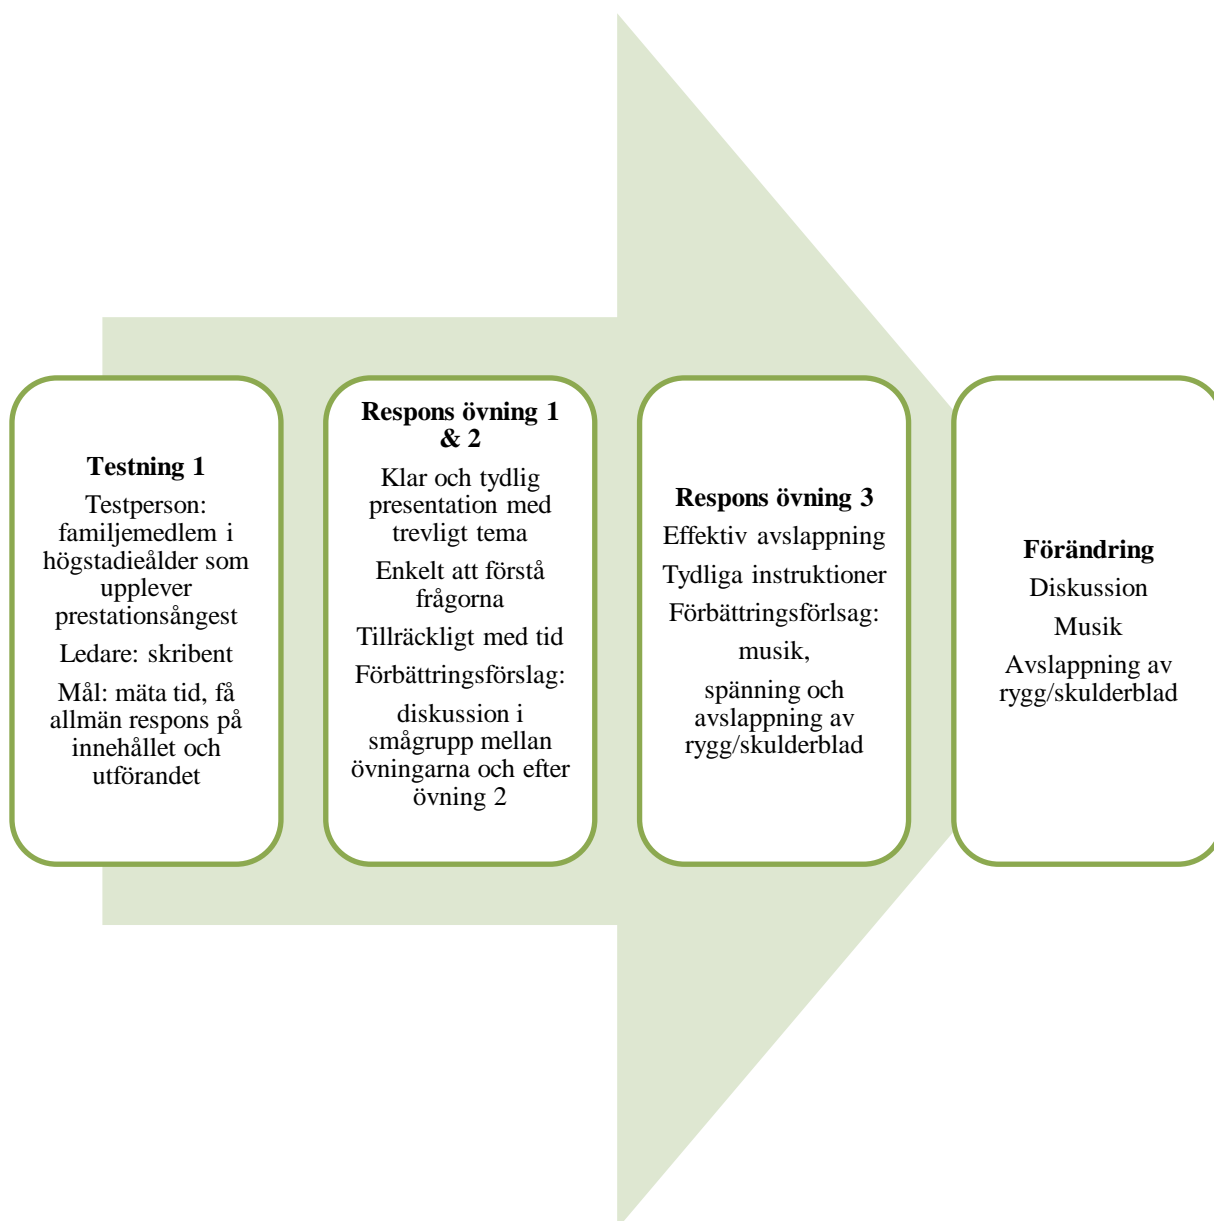 Testning 1
Testperson:
familjemedlem i
högstadieålder som
upplever
prestationsångest
Ledare: skribent
Mål: mäta tid, få
allmän respons på
innehållet och
utförandet
Respons övning 1
& 2
Klar och tydlig
presentation med
trevligt tema
Enkelt att förstå
frågorna
Tillräckligt med tid
Förbättringsförslag:
diskussion i
smågrupp mellan
övningarna och efter
övning 2
Respons övning 3
Effektiv avslappning
Tydliga instruktioner
Förbättringsförlsag:
musik,
spänning och
avslappning av
rygg/skulderblad
Förändring
Diskussion
Musik
Avslappning av
rygg/skulderblad